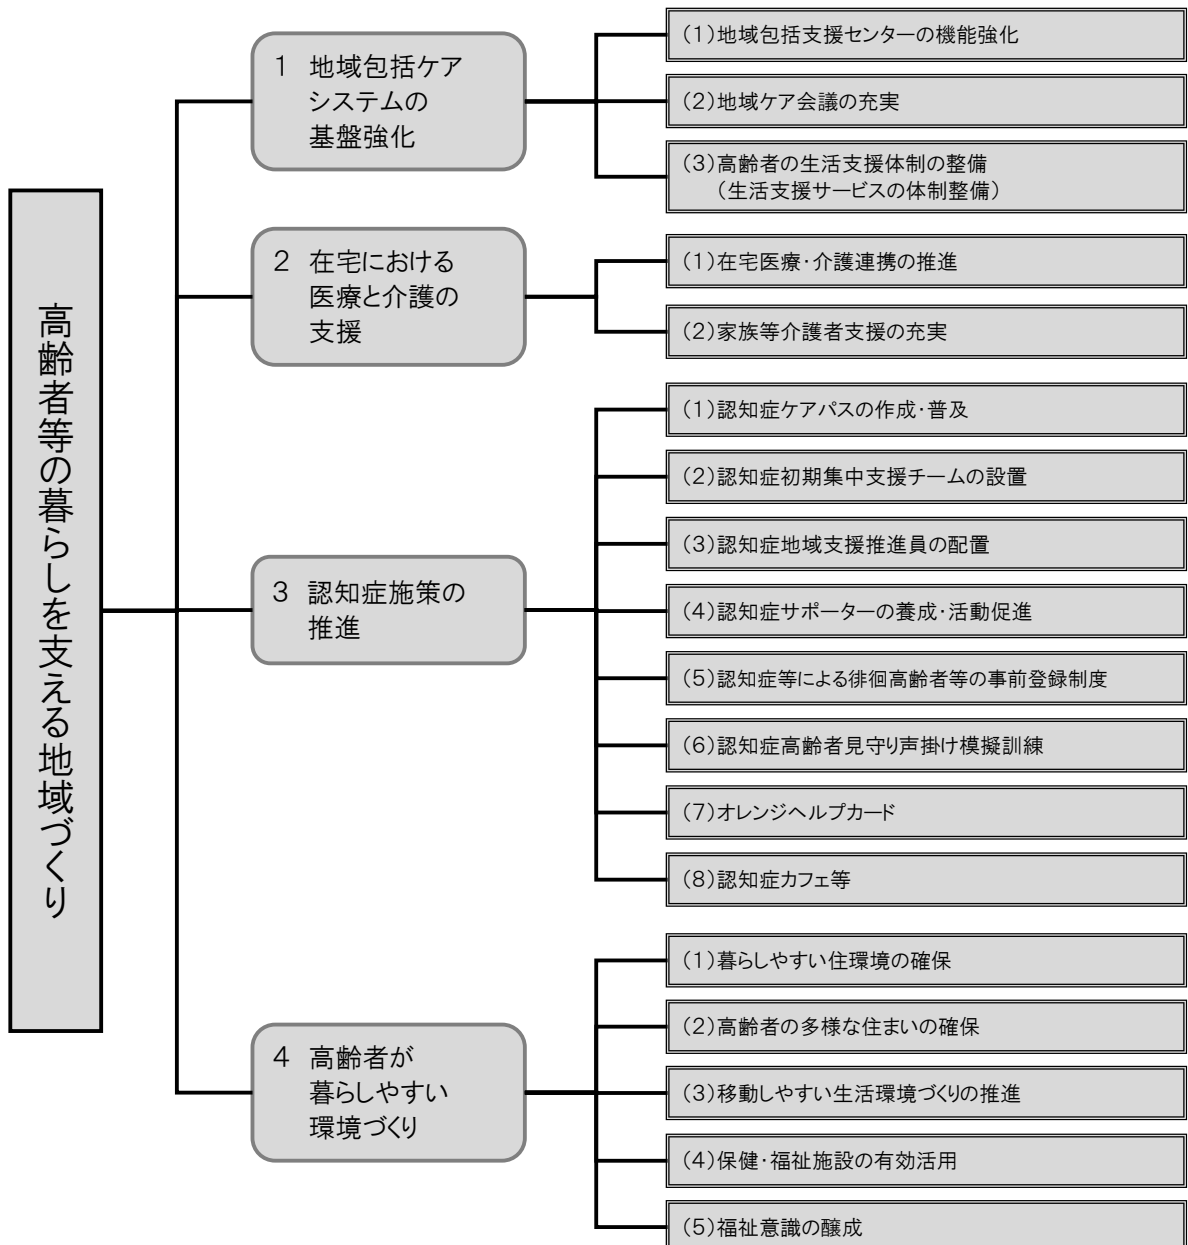 高齢者等の暮らしを支える地域づくり
１　地域包括ケア
システムの
基盤強化
（１）地域包括支援センターの機能強化
（２）地域ケア会議の充実
（３）高齢者の生活支援体制の整備
（生活支援サービスの体制整備）
２　在宅における
医療と介護の
支援
（１）在宅医療・介護連携の推進
（２）家族等介護者支援の充実
３　認知症施策の
推進
（１）認知症ケアパスの作成・普及
（２）認知症初期集中支援チームの設置
（３）認知症地域支援推進員の配置
（４）認知症サポーターの養成・活動促進
（５）認知症等による徘徊高齢者等の事前登録制度
（６）認知症高齢者見守り声掛け模擬訓練
（７）オレンジヘルプカード
（８）認知症カフェ等
４　高齢者が
暮らしやすい
環境づくり
（１）暮らしやすい住環境の確保
（２）高齢者の多様な住まいの確保
（３）移動しやすい生活環境づくりの推進
（４）保健・福祉施設の有効活用
（５）福祉意識の醸成